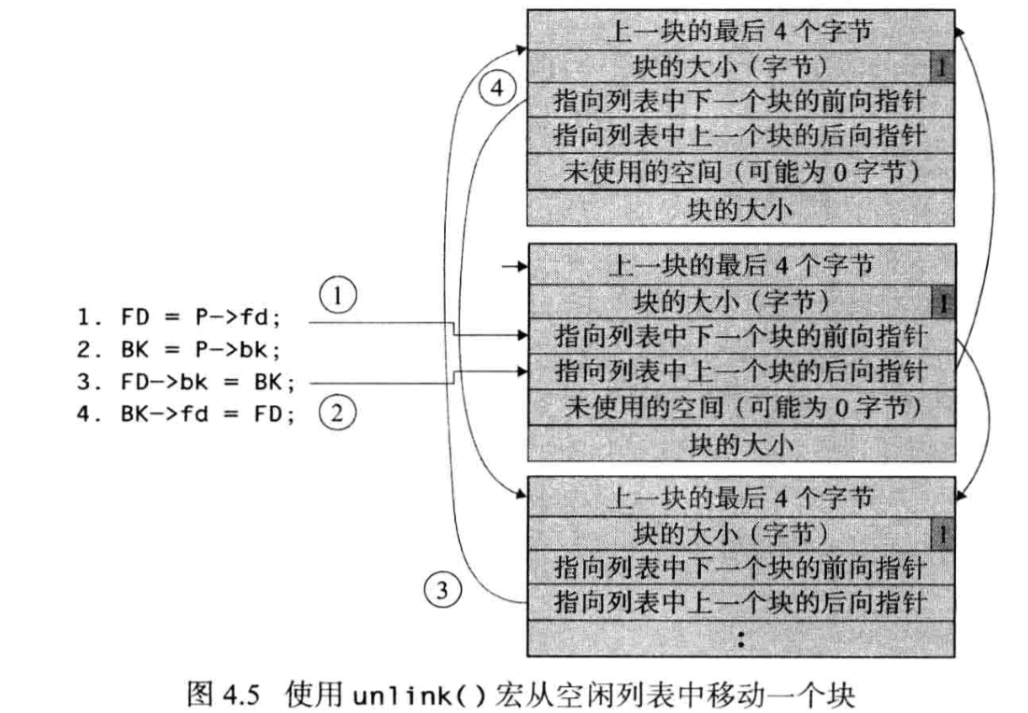 上一块的最后 4 个字节
块的大小（字节） 1
④
指向列表中下一个块的前向指针
指向列表中上一个块的后向指针
未使用的空间（可能为 0 字节）
块的大小
上一块的最后 4 个字节
块的大小（字节） 1
①
1. FD = P->fd;
指向列表中下一个块的前向指针
2. BK = P->bk;
指向列表中上一个块的后向指针
3. FD->bk = BK;
未使用的空间（可能为 0 字节）
4. BK->fd = FD;
②
块的大小
上一块的最后 4 个字节
块的大小（字节） 1
指向列表中下一个块的前向指针
③
指向列表中上一个块的后向指针
:
图 4.5 使用 unlink() 宏从空闲列表中移动一个块